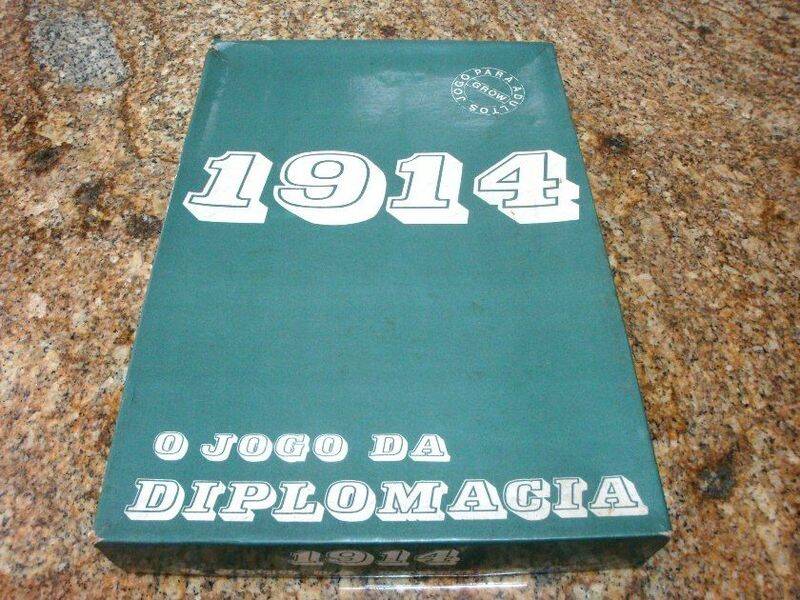 JOGO PARA ADULTOS
GROW
1914
O JOGO DA
DIPLOMACIA
1914